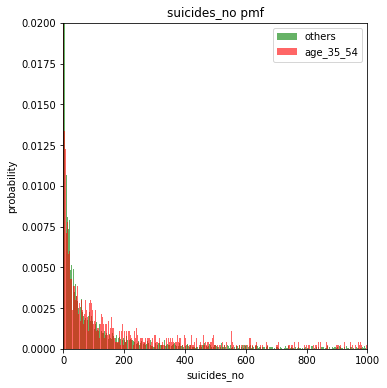 suicides_no pmf
others
age_35_54
0.0200
0.0175
0.0150
0.0125
0.0100
0.0075
0.0050
0.0025
0.0000
probability
0 200 400 600 800 1000
suicides_no